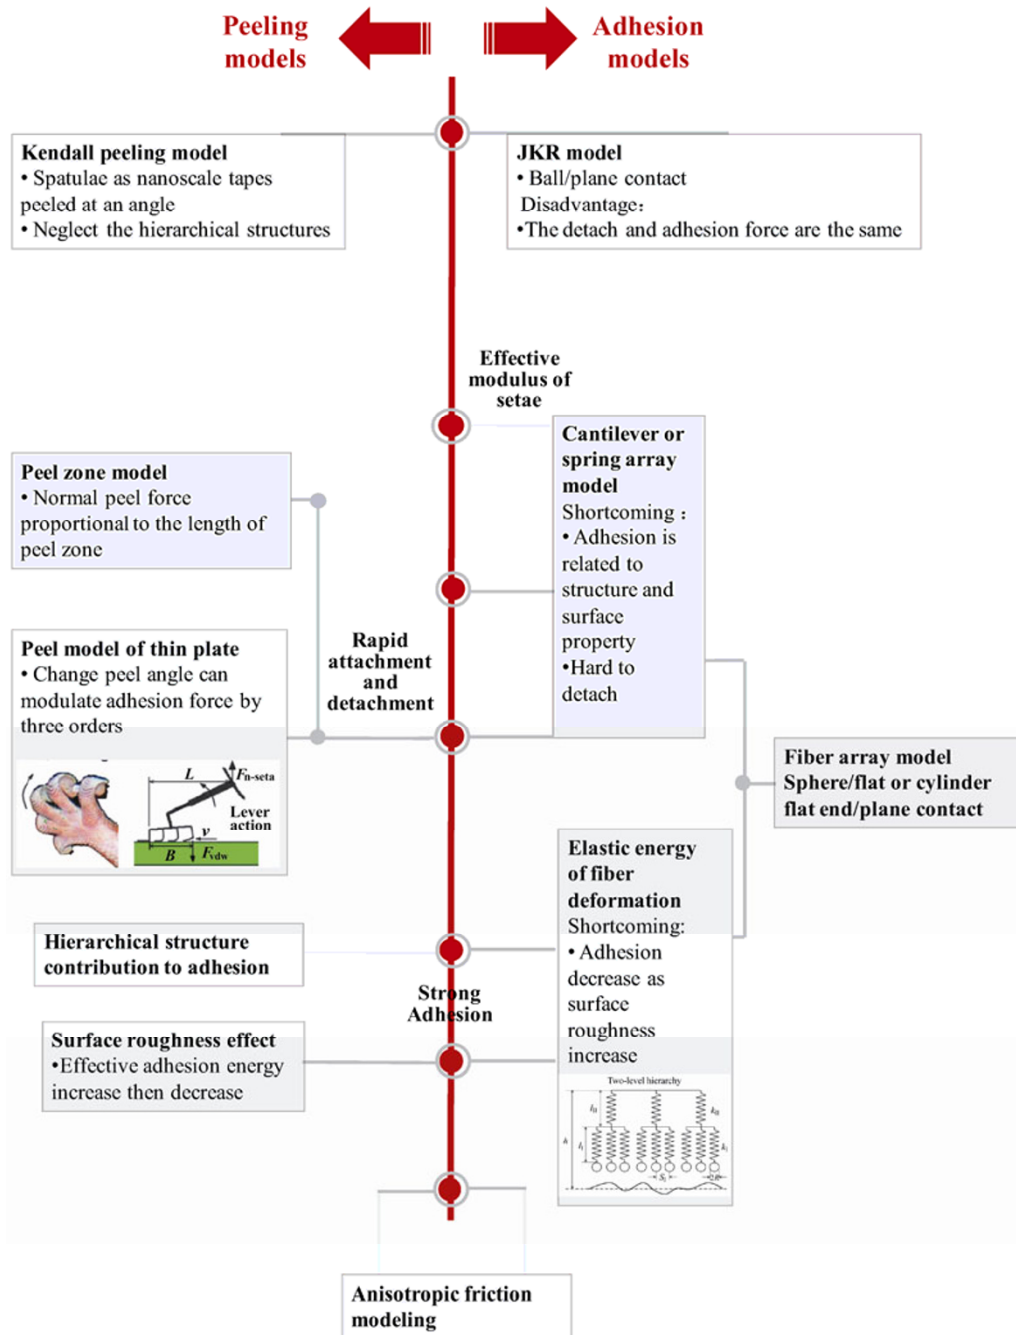 Peeling
models
Adhesion
models
Kendall peeling model
• Spatulae as nanoscale tapes
peeled at an angle
• Neglect the hierarchical structures
JKR model
• Ball/plane contact
Disadvantage:
•The detach and adhesion force are the same
Effective
modulus of
setae
Cantilever or
spring array
model
Shortcoming :
• Adhesion is
related to
structure and
surface
property
•Hard to
detach
Peel zone model
• Normal peel force
proportional to the length of
peel zone
Rapid
attachment
and
detachment
Peel model of thin plate
• Change peel angle can
modulate adhesion force by
three orders
L
Fn-seta
Lever
action
v
B
Fvdw
Fiber array model
Sphere/flat or cylinder
flat end/plane contact
Elastic energy
of fiber
deformation
Shortcoming:
• Adhesion
decrease as
surface
roughness
increase
Two-level hierarchy
lII
kII
h
lI
kI
SI
2R
Hierarchical structure
contribution to adhesion
Strong
Adhesion
Surface roughness effect
•Effective adhesion energy
increase then decrease
Anisotropic friction
modeling